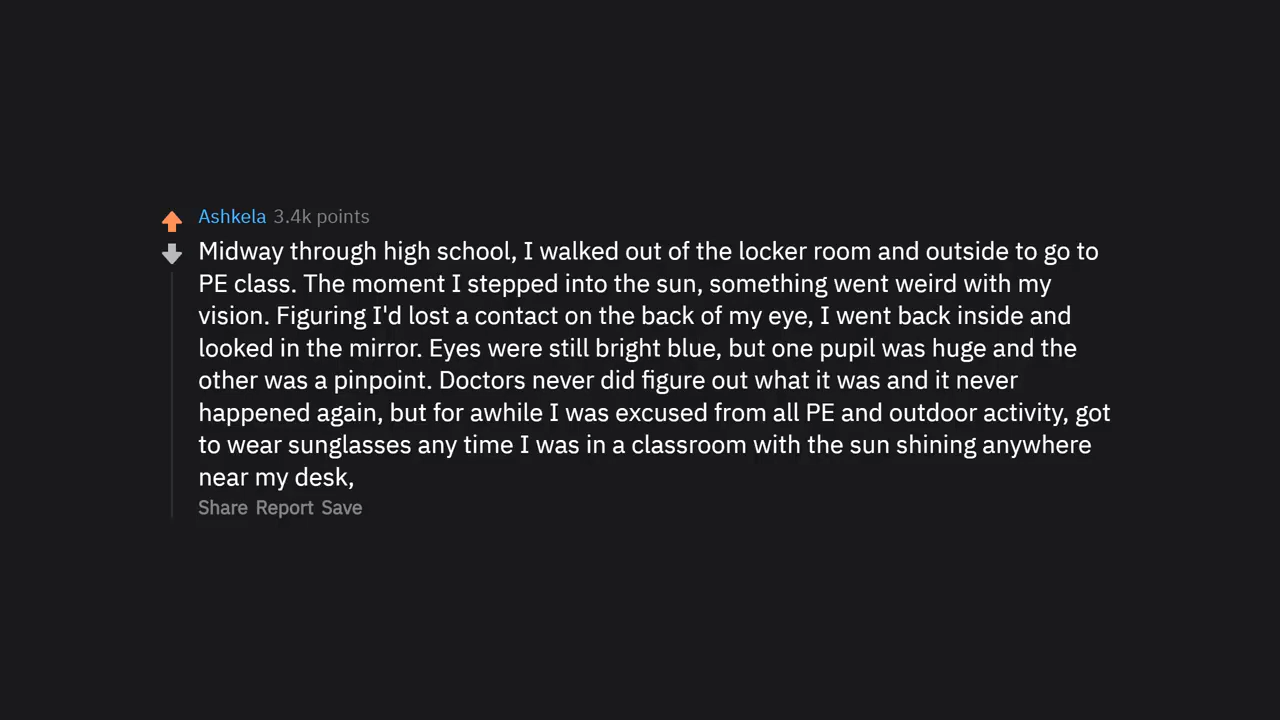 Ashkela 3.4k points
Midway through high school, I walked out of the locker room and outside to go to
PE class. The moment I stepped into the sun, something went weird with my
vision. Figuring I'd lost a contact on the back of my eye, I went back inside and
looked in the mirror. Eyes were still bright blue, but one pupil was huge and the
other was a pinpoint. Doctors never did figure out what it was and it never
happened again, but for awhile I was excused from all PE and outdoor activity, got
to wear sunglasses any time I was in a classroom with the sun shining anywhere
near my desk,
Share Report Save